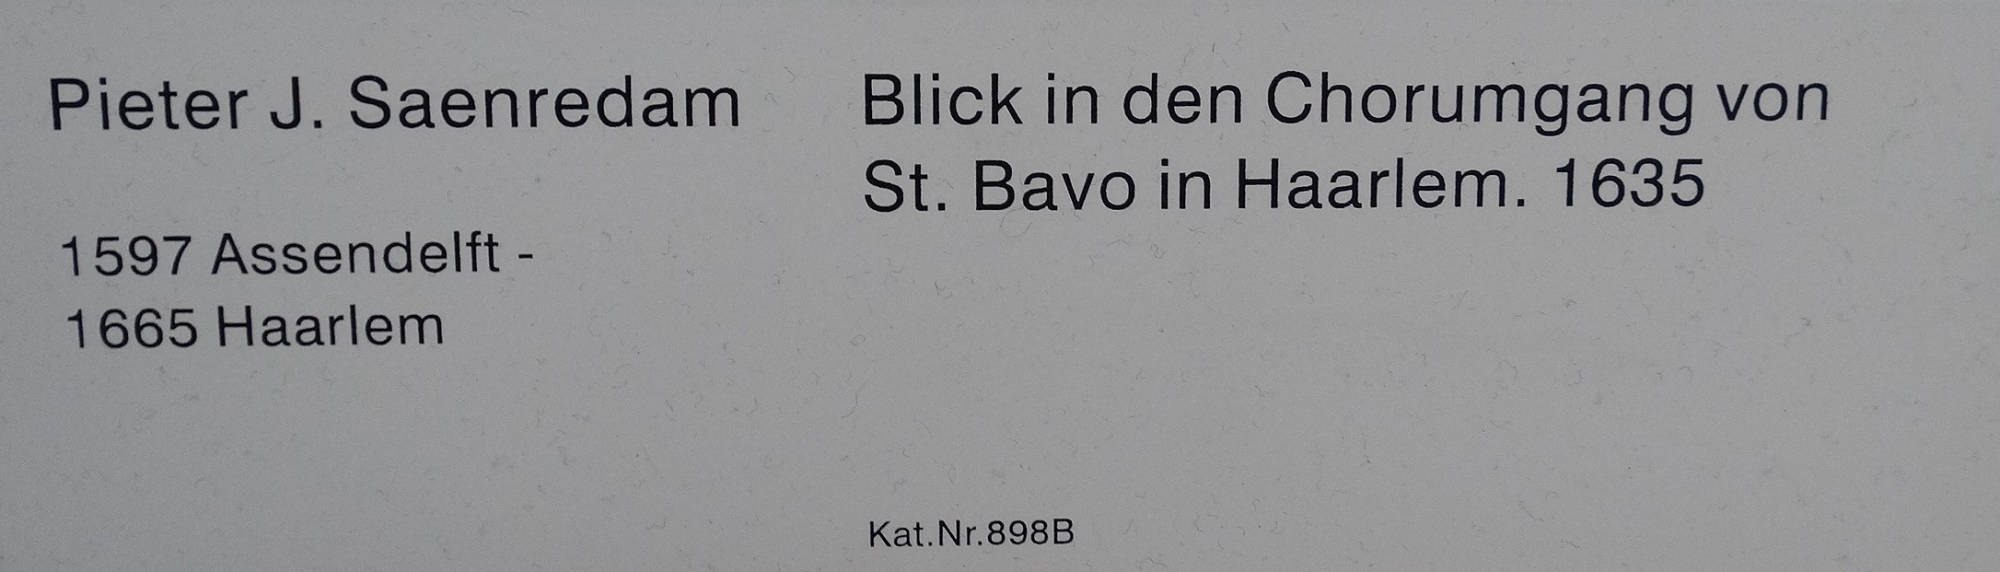 Pieter J. Saenredam
1597 Assendelft -
1665 Haarlem
Blick in den Chorumgang von
St. Bavo in Haarlem. 1635
Kat.Nr.898B